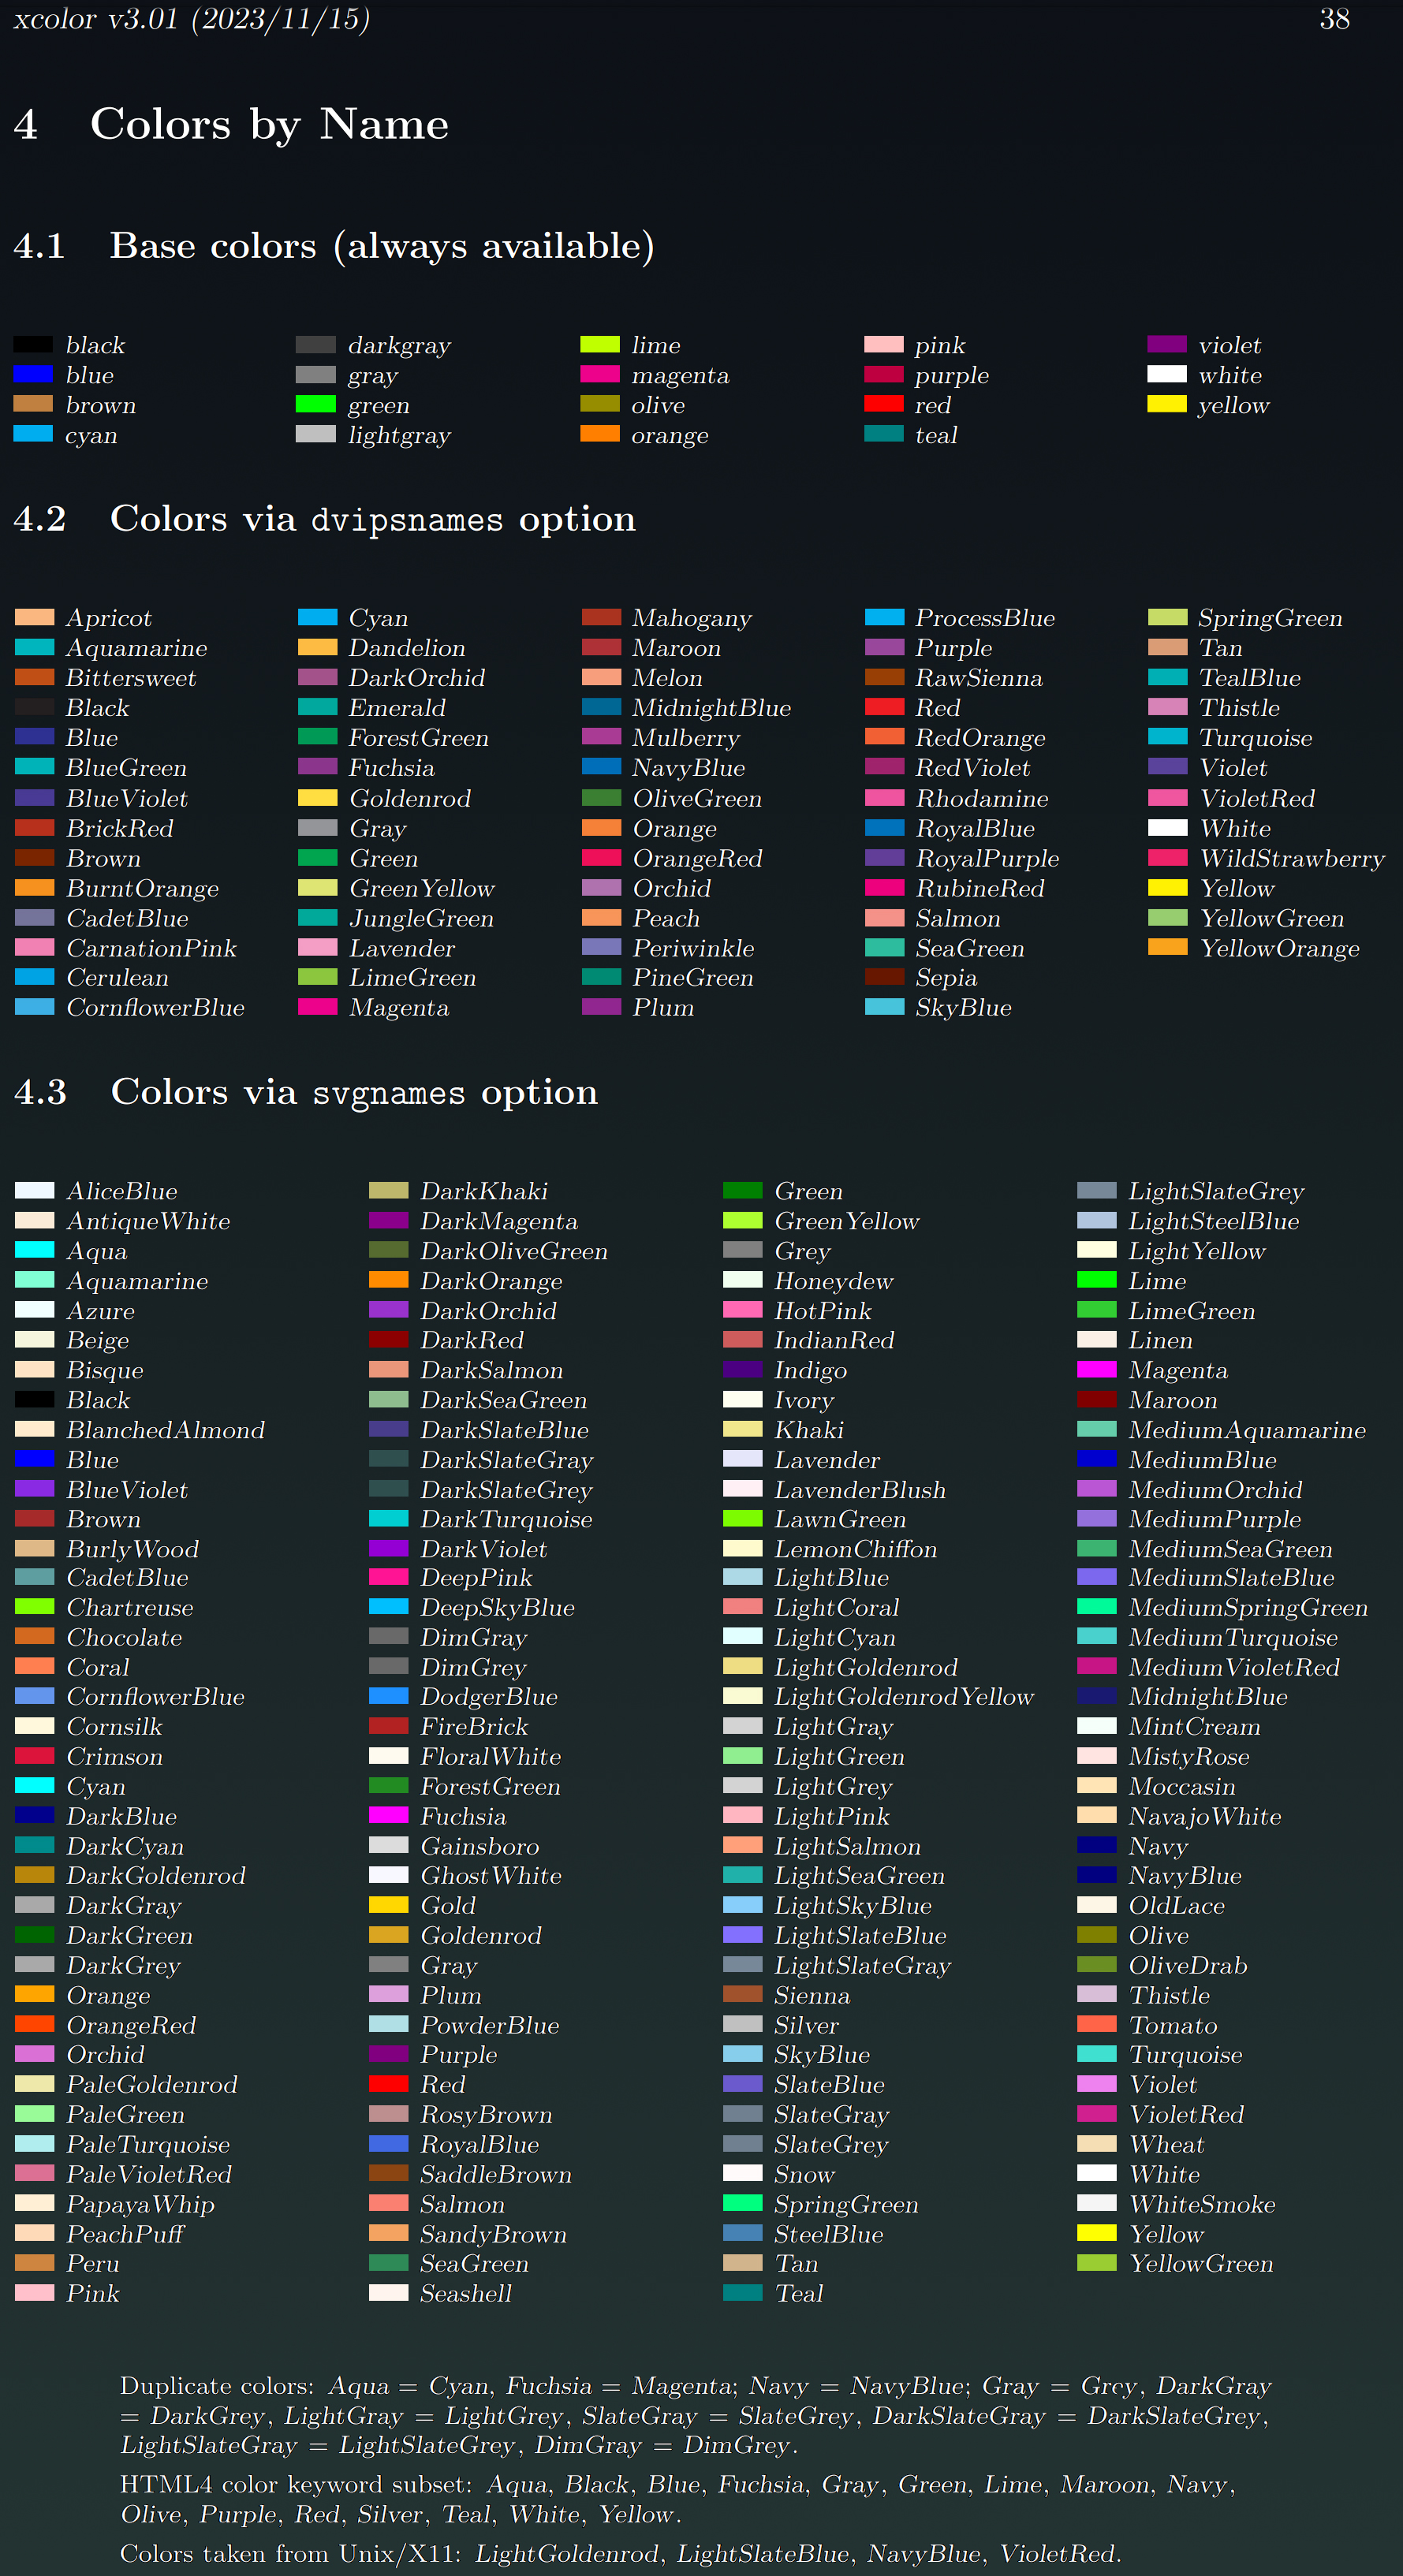 xcolor v3.01 (2023/11/15) 38
4 Colors by Name
4.1 Base colors (always available)
black darkgray lime pink violet
blue gray magenta purple white
brown green olive red yellow
cyan lightgray orange teal
4.2 Colors via dvipsnames option
Apricot Cyan Mahogany ProcessBlue SpringGreen
Aquamarine Dandelion Maroon Purple Tan
Bittersweet DarkOrchid Melon RawSienna TealBlue
Black Emerald MidnightBlue Red Thistle
Blue ForestGreen Mulberry RedOrange Turquoise
BlueGreen Fuchsia NavyBlue RedViolet Violet
BlueViolet Goldenrod OliveGreen Rhodamine VioletRed
BrickRed Gray Orange RoyalBlue White
Brown Green OrangeRed RoyalPurple WildStrawberry
BurntOrange GreenYellow Orchid RubineRed Yellow
CadetBlue JungleGreen Peach Salmon YellowGreen
CarnationPink Lavender Periwinkle SeaGreen YellowOrange
Cerulean LimeGreen PineGreen Sepia
CornflowerBlue Magenta Plum SkyBlue
4.3 Colors via svgnames option
AliceBlue DarkKhaki Green LightSlateGrey
AntiqueWhite DarkMagenta GreenYellow LightSteelBlue
Aqua DarkOliveGreen Grey LightYellow
Aquamarine DarkOrange Honeydew Lime
Azure DarkOrchid HotPink LimeGreen
Beige DarkRed IndianRed Linen
Bisque DarkSalmon Indigo Magenta
Black DarkSeaGreen Ivory Maroon
BlanchedAlmond DarkSlateBlue Khaki MediumAquamarine
Blue DarkSlateGray Lavender MediumBlue
BlueViolet DarkSlateGrey LavenderBlush MediumOrchid
Brown DarkTurquoise LawnGreen MediumPurple
BurlyWood DarkViolet LemonChiffon MediumSeaGreen
CadetBlue DeepPink LightBlue MediumSlateBlue
Chartreuse DeepSkyBlue LightCoral MediumSpringGreen
Chocolate DimGray LightCyan MediumTurquoise
Coral DimGrey LightGoldenrod MediumVioletRed
CornflowerBlue DodgerBlue LightGoldenrodYellow MidnightBlue
Cornsilk FireBrick LightGray MintCream
Crimson FloralWhite LightGreen MistyRose
Cyan ForestGreen LightGrey Moccasin
DarkBlue Fuchsia LightPink NavajoWhite
DarkCyan Gainsboro LightSalmon Navy
DarkGoldenrod GhostWhite LightSeaGreen NavyBlue
DarkGray Gold LightSkyBlue OldLace
DarkGreen Goldenrod LightSlateBlue Olive
DarkGrey Gray LightSlateGray OliveDrab
Orange Plum Sienna Thistle
OrangeRed PowderBlue Silver Tomato
Orchid Purple SkyBlue Turquoise
PaleGoldenrod Red SlateBlue Violet
PaleGreen RosyBrown SlateGray VioletRed
PaleTurquoise RoyalBlue SlateGrey Wheat
PaleVioletRed SaddleBrown Snow White
PapayaWhip Salmon SpringGreen WhiteSmoke
PeachPuff SandyBrown SteelBlue Yellow
Peru SeaGreen Tan YellowGreen
Pink Seashell Teal
Duplicate colors: Aqua = Cyan, Fuchsia = Magenta; Navy = NavyBlue; Gray = Grey, DarkGray
= DarkGrey, LightGray = LightGrey, SlateGray = SlateGrey, DarkSlateGray = DarkSlateGrey,
LightSlateGray = LightSlateGrey, DimGray = DimGrey.
HTML4 color keyword subset: Aqua, Black, Blue, Fuchsia, Gray, Green, Lime, Maroon, Navy,
Olive, Purple, Red, Silver, Teal, White, Yellow.
Colors taken from Unix/X11: LightGoldenrod, LightSlateBlue, NavyBlue, VioletRed.